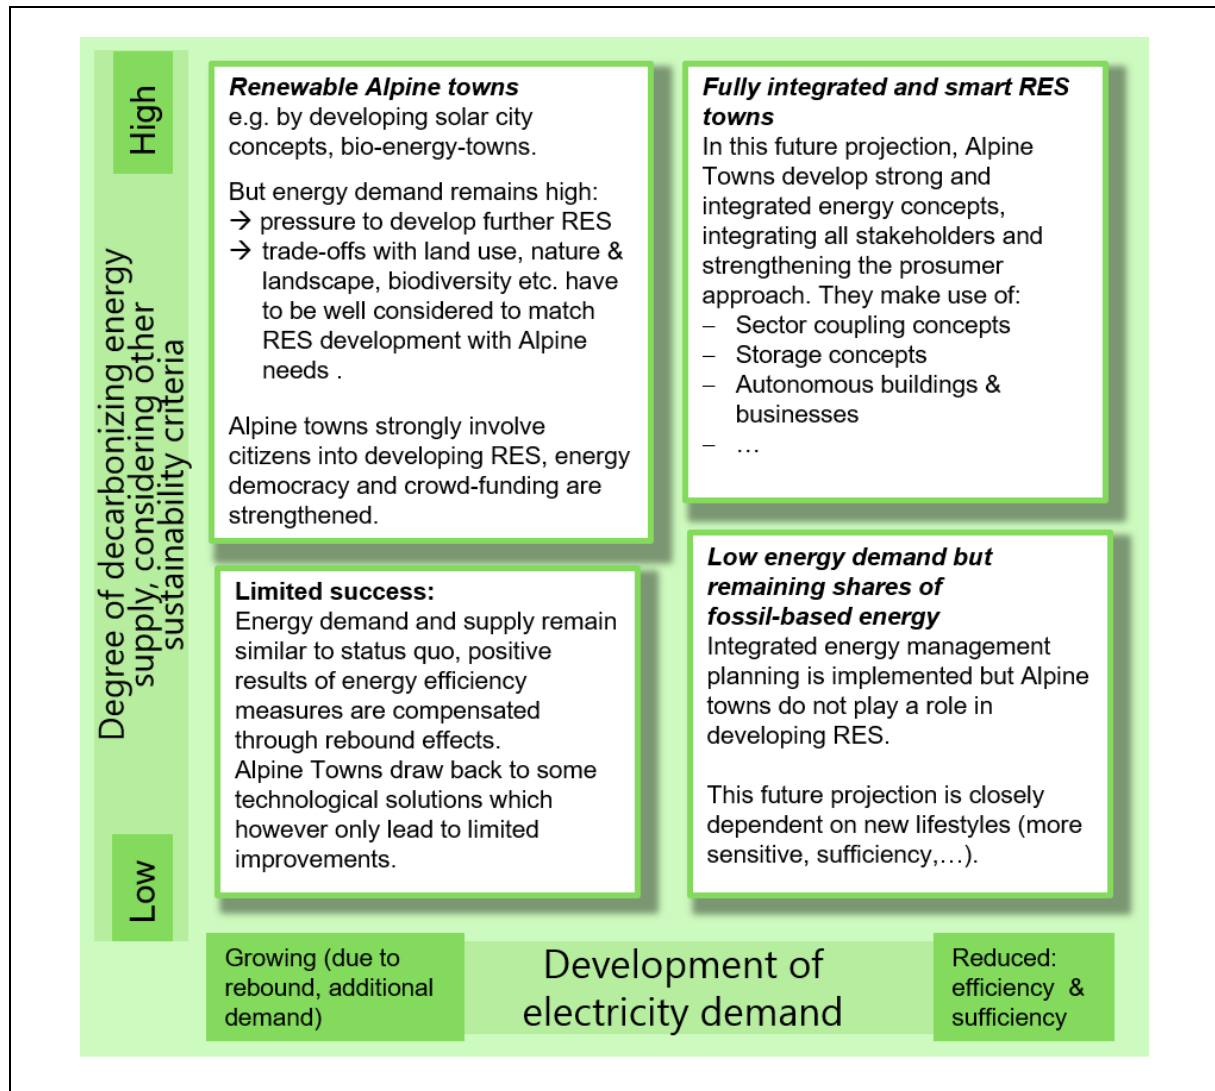 High
Degree of decarbonizing energy
supply, considering other
sustainability criteria
Low
Renewable Alpine towns
e.g. by developing solar city
concepts, bio-energy-towns.
But energy demand remains high:
→ pressure to develop further RES
→ trade-offs with land use, nature &
landscape, biodiversity etc. have
to be well considered to match
RES development with Alpine
needs .
Alpine towns strongly involve
citizens into developing RES, energy
democracy and crowd-funding are
strengthened.
Fully integrated and smart RES
towns
In this future projection, Alpine
Towns develop strong and
integrated energy concepts,
integrating all stakeholders and
strengthening the prosumer
approach. They make use of:
– Sector coupling concepts
– Storage concepts
– Autonomous buildings &
businesses
– …
Limited success:
Energy demand and supply remain
similar to status quo, positive
results of energy efficiency
measures are compensated
through rebound effects.
Alpine Towns draw back to some
technological solutions which
however only lead to limited
improvements.
Low energy demand but
remaining shares of
fossil-based energy
Integrated energy management
planning is implemented but Alpine
towns do not play a role in
developing RES.
This future projection is closely
dependent on new lifestyles (more
sensitive, sufficiency,…).
Growing (due to
rebound, additional
demand)
Development of
electricity demand
Reduced:
efficiency &
sufficiency